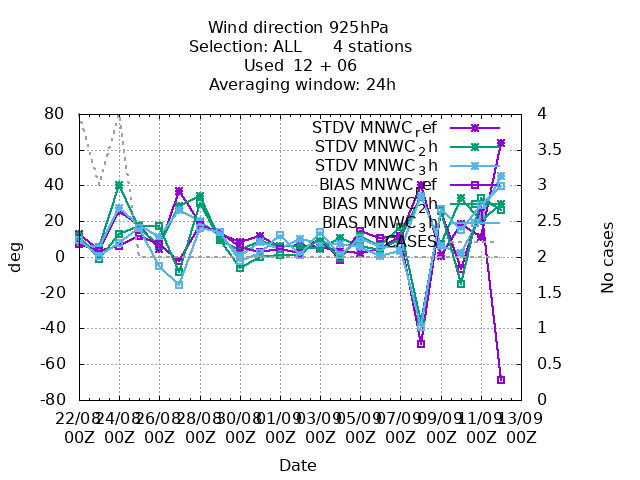 Wind direction 925hPa
Selection: ALL 4 stations
Used 12 + 06
Averaging window: 24h
80
60
40
20
0
-20
-40
-60
-80
deg
4
3.5
3
2.5
2
1.5
1
0.5
0
No cases
STDV MNWC_ref
STDV MNWC_2h
STDV MNWC_3h
BIAS MNWC_ref
BIAS MNWC_2h
BIAS MNWC_3h
CASES
22/08 24/08 26/08 28/08 30/08 01/09 03/09 05/09 07/09 09/09 11/09 13/09
00Z 00Z 00Z 00Z 00Z 00Z 00Z 00Z 00Z 00Z 00Z 00Z
Date